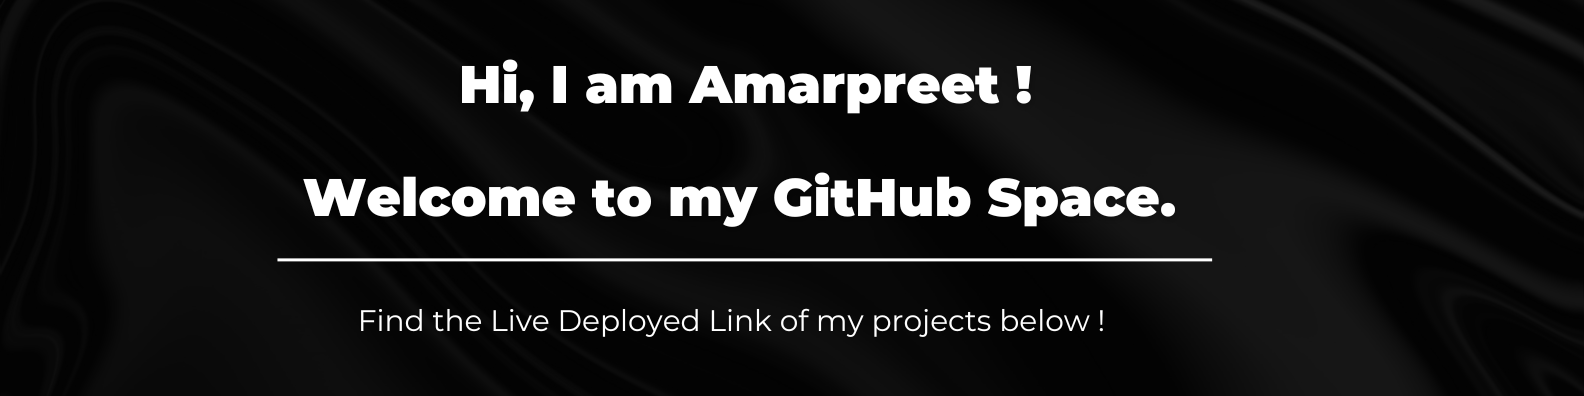 Hi, I am Amarpreet !
Welcome to my GitHub Space.
Find the Live Deployed Link of my projects below !